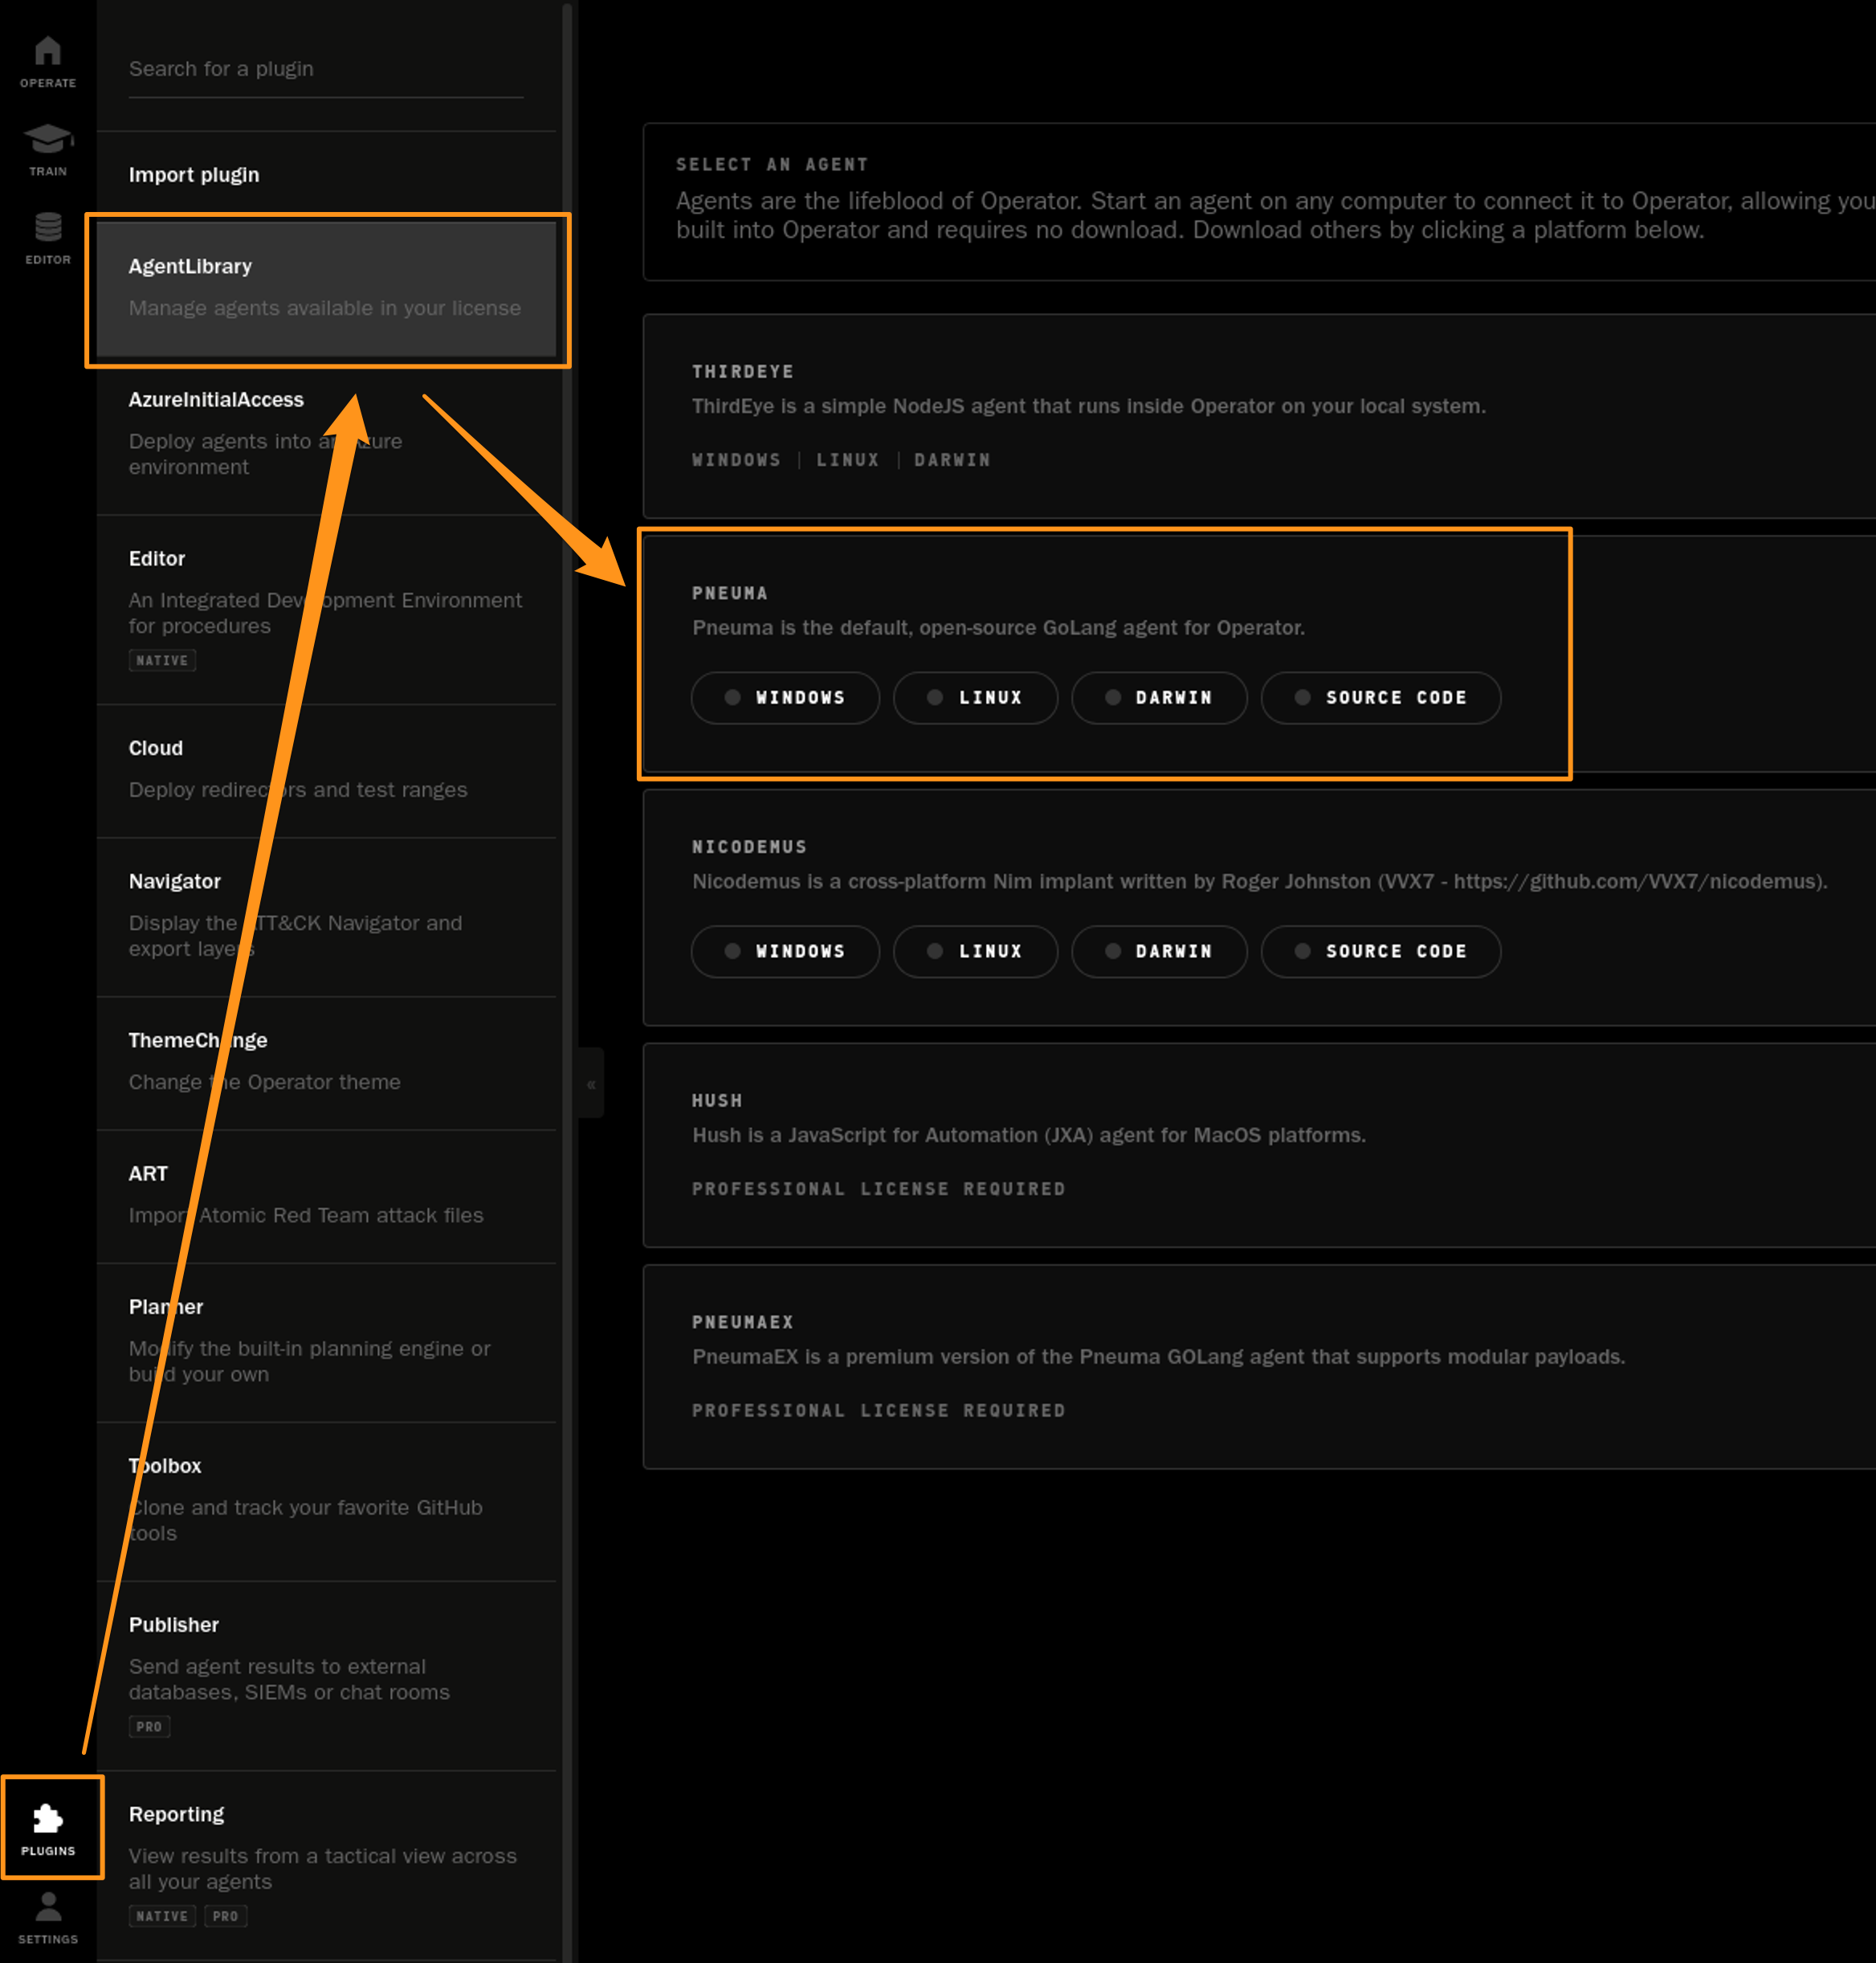 OPERATE
TRAIN
EDITOR
PLUGINS
SETTINGS
Search for a plugin
Import plugin
AgentLibrary
Manage agents available in your license
AzureInitialAccess
Deploy agents into an Azure
environment
Editor
An Integrated Development Environment
for procedures
NATIVE
Cloud
Deploy redirectors and test ranges
Navigator
Display the ATT&CK Navigator and
export layers
ThemeChange
Change the Operator theme
ART
Import Atomic Red Team attack files
Planner
Modify the built-in planning engine or
build your own
Toolbox
Clone and track your favorite GitHub
tools
Publisher
Send agent results to external
databases, SIEMs or chat rooms
PRO
Reporting
View results from a tactical view across
all your agents
NATIVE PRO
«
SELECT AN AGENT
Agents are the lifeblood of Operator. Start an agent on any computer to connect it to Operator, allowing you
built into Operator and requires no download. Download others by clicking a platform below.
THIRDEYE
ThirdEye is a simple NodeJS agent that runs inside Operator on your local system.
WINDOWS | LINUX | DARWIN
PNEUMA
Pneuma is the default, open-source GoLang agent for Operator.
WINDOWS LINUX DARWIN SOURCE CODE
NICODEMUS
Nicodemus is a cross-platform Nim implant written by Roger Johnston (VVX7 - https://github.com/VVX7/nicodemus).
WINDOWS LINUX DARWIN SOURCE CODE
HUSH
Hush is a JavaScript for Automation (JXA) agent for MacOS platforms.
PROFESSIONAL LICENSE REQUIRED
PNEUMAEX
PneumaEX is a premium version of the Pneuma GOLang agent that supports modular payloads.
PROFESSIONAL LICENSE REQUIRED